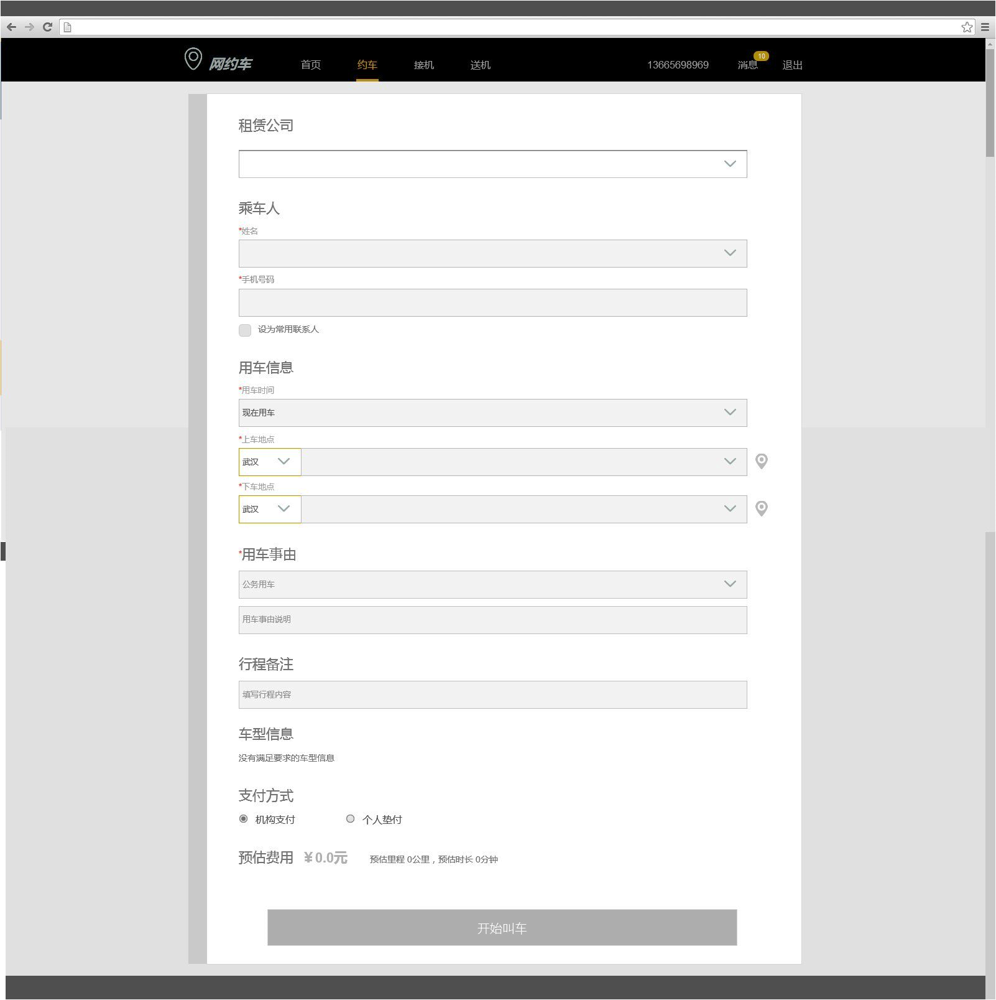 网约车 首页 约车 接机 送机 13665698969 消息 10 退出
租赁公司
乘车人
*姓名
*手机号码
设为常用联系人
用车信息
*用车时间
现在用车
*上车地点
武汉
*下车地点
武汉
*用车事由
公务用车
用车事由说明
行程备注
填写行程内容
车型信息
没有满足要求的车型信息
支付方式
机构支付 个人垫付
预估费用 ￥0.0元 预估里程 0公里，预估时长 0分钟
开始叫车